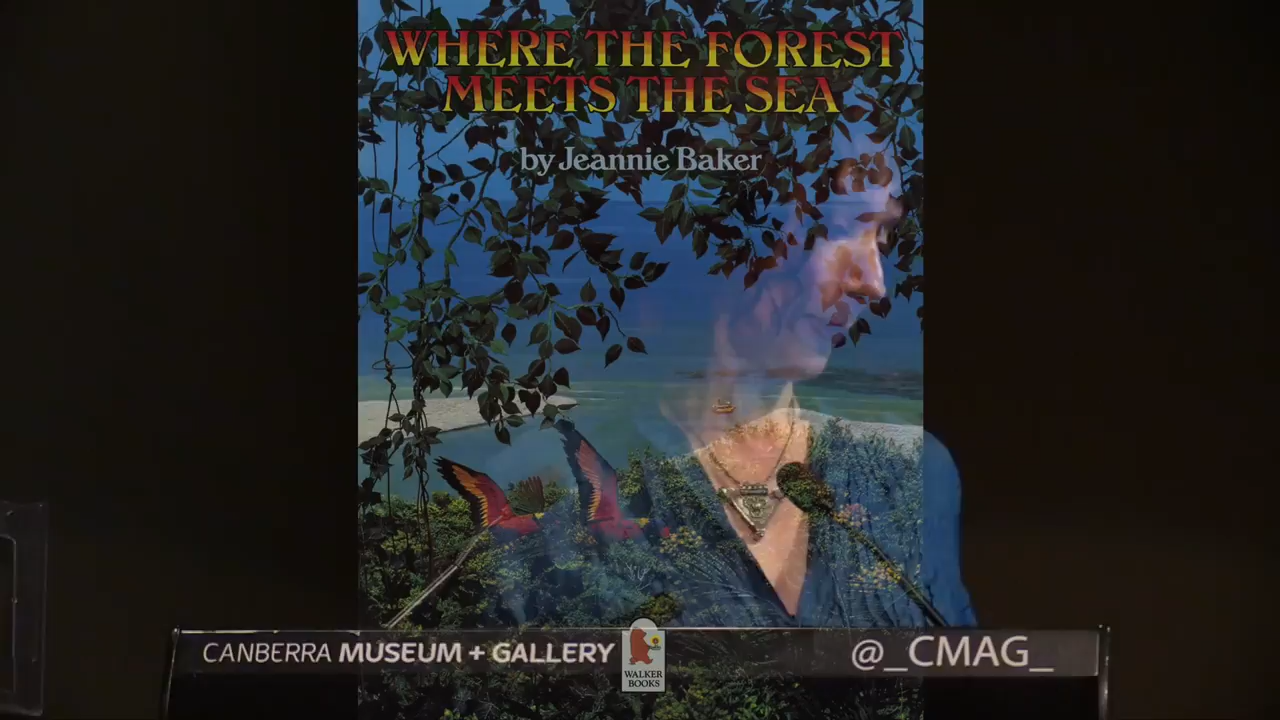 WHERE THE FOREST
MEETS THE SEA
by Jeannie Baker
CANBERRA MUSEUM + GALLERY
@_CMAG_
WALKER
BOOKS